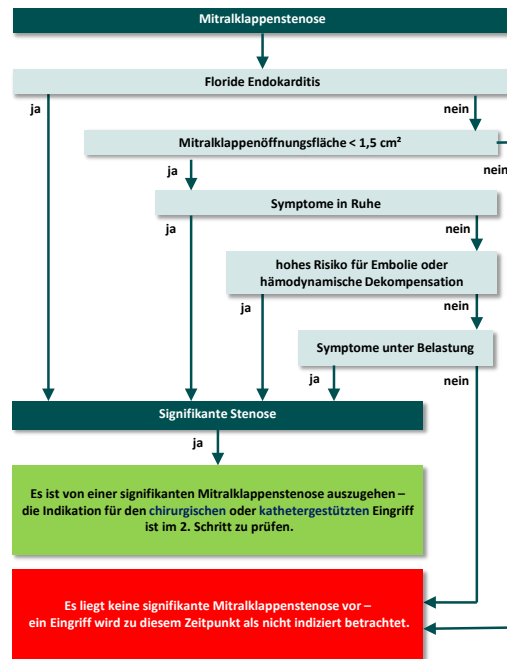 Mitralklappenstenose
Floride Endokarditis
ja
nein
Mitralklappenöffnungsfläche < 1,5 cm²
ja
nein
Symptome in Ruhe
ja
nein
hohes Risiko für Embolie oder
hämodynamische Dekompensation
ja
nein
Symptome unter Belastung
ja
nein
Signifikante Stenose
ja
Es ist von einer signifikanten Mitralklappenstenose auszugehen –
die Indikation für den chirurgischen oder kathetergestützten Eingriff
ist im 2. Schritt zu prüfen.
Es liegt keine signifikante Mitralklappenstenose vor –
ein Eingriff wird zu diesem Zeitpunkt als nicht indiziert betrachtet.